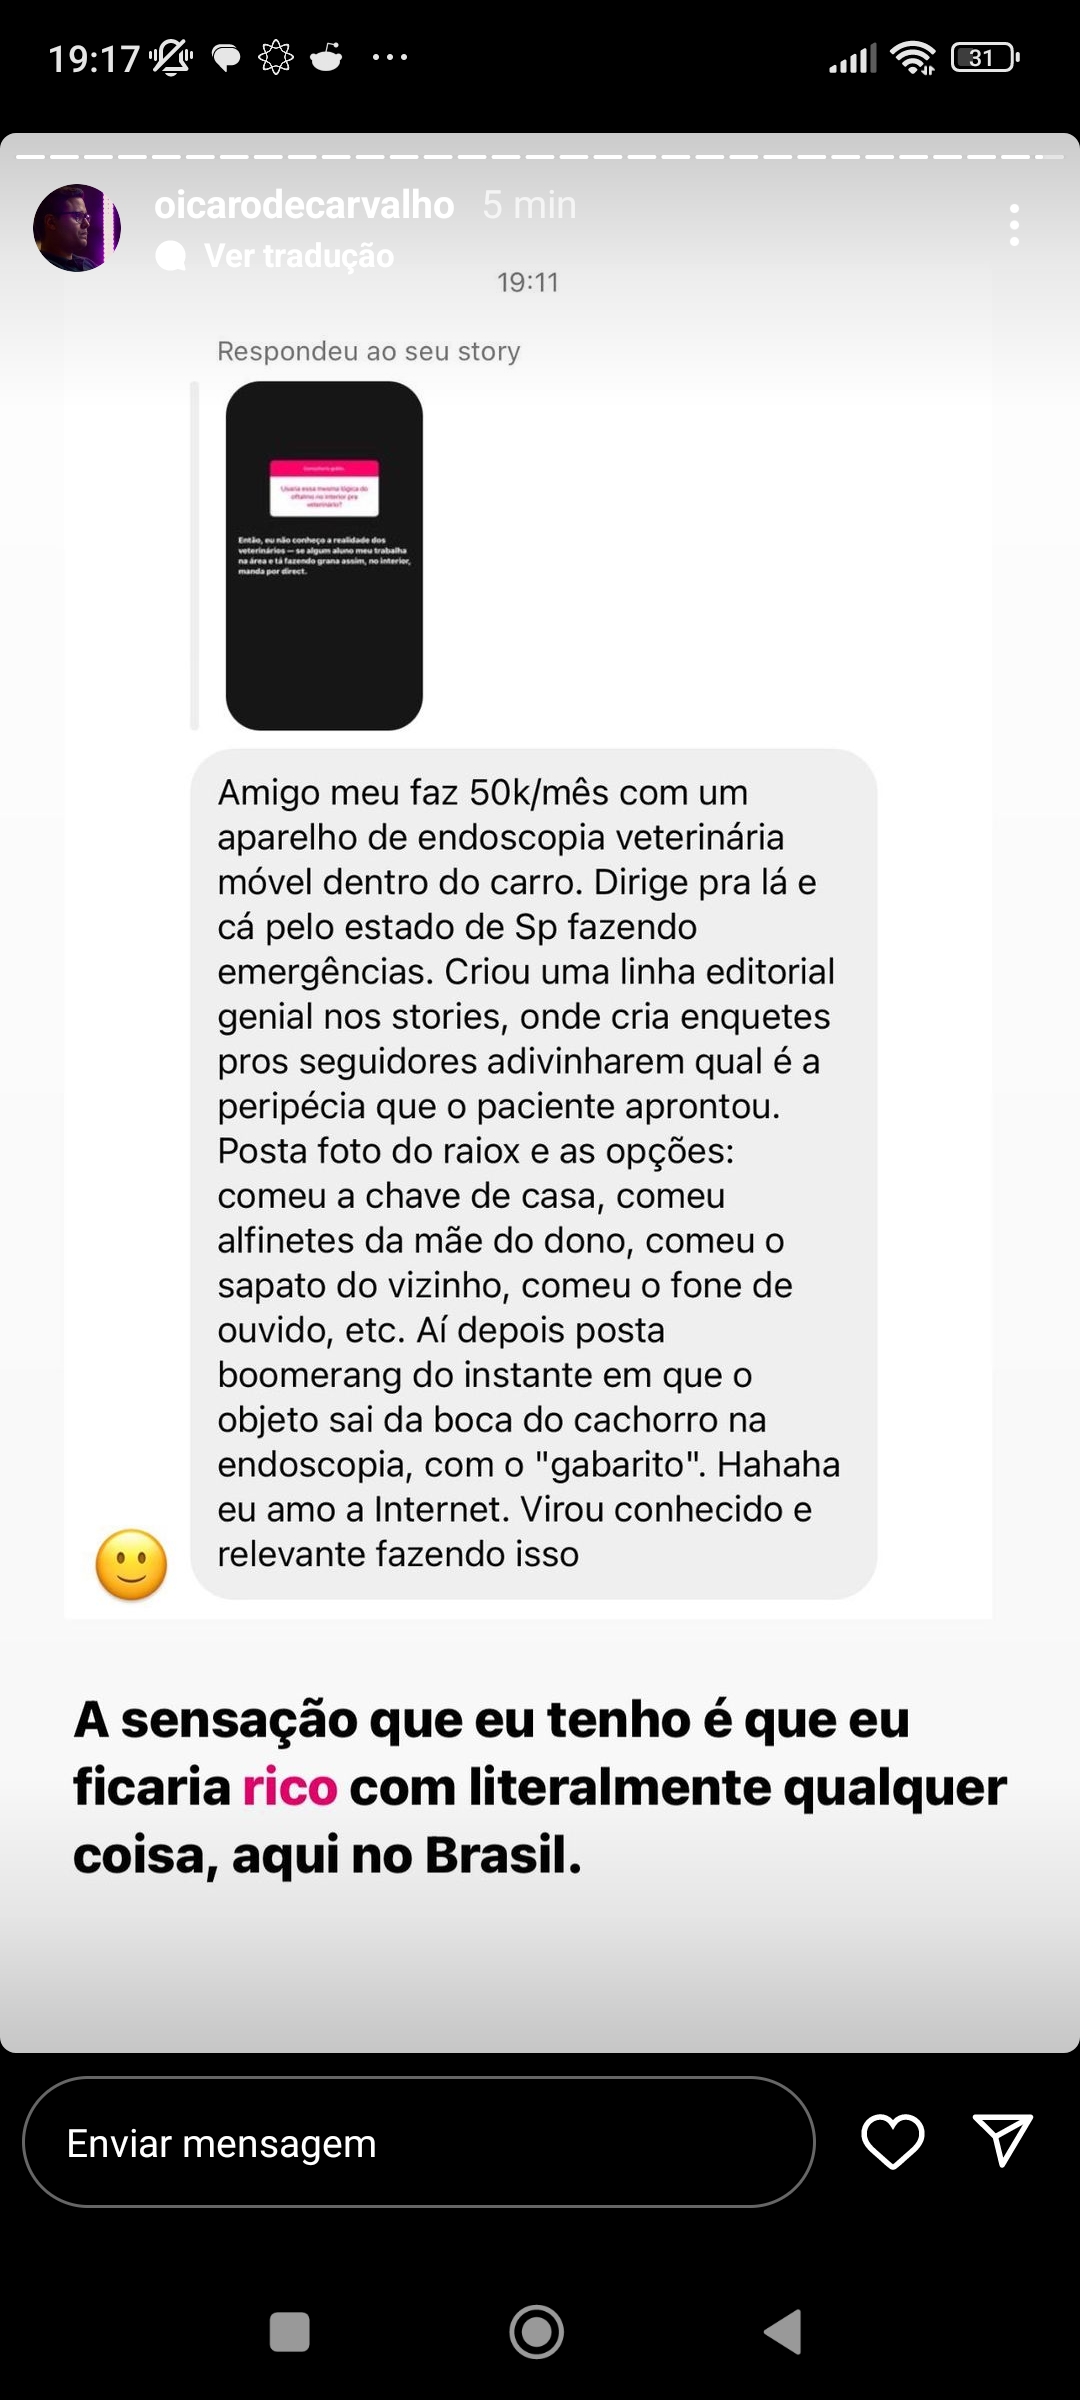 19:17
31
oicarodecarvalho 5 min
Ver tradução
19:11
Respondeu ao seu story
Usaria essa mesma lógica do
oftalmo no interior pra
veterinário?
Então, eu não conheço a realidade dos
veterinários — se algum aluno meu trabalha
na área e tá fazendo grana assim, no interior,
manda por direct.
Amigo meu faz 50k/mês com um
aparelho de endoscopia veterinária
móvel dentro do carro. Dirige pra lá e
cá pelo estado de Sp fazendo
emergências. Criou uma linha editorial
genial nos stories, onde cria enquetes
pros seguidores adivinharem qual é a
peripécia que o paciente aprontou.
Posta foto do raiox e as opções:
comeu a chave de casa, comeu
alfinetes da mãe do dono, comeu o
sapato do vizinho, comeu o fone de
ouvido, etc. Aí depois posta
boomerang do instante em que o
objeto sai da boca do cachorro na
endoscopia, com o "gabarito". Hahaha
eu amo a Internet. Virou conhecido e
relevante fazendo isso
A sensação que eu tenho é que eu
ficaria rico com literalmente qualquer
coisa, aqui no Brasil.
Enviar mensagem